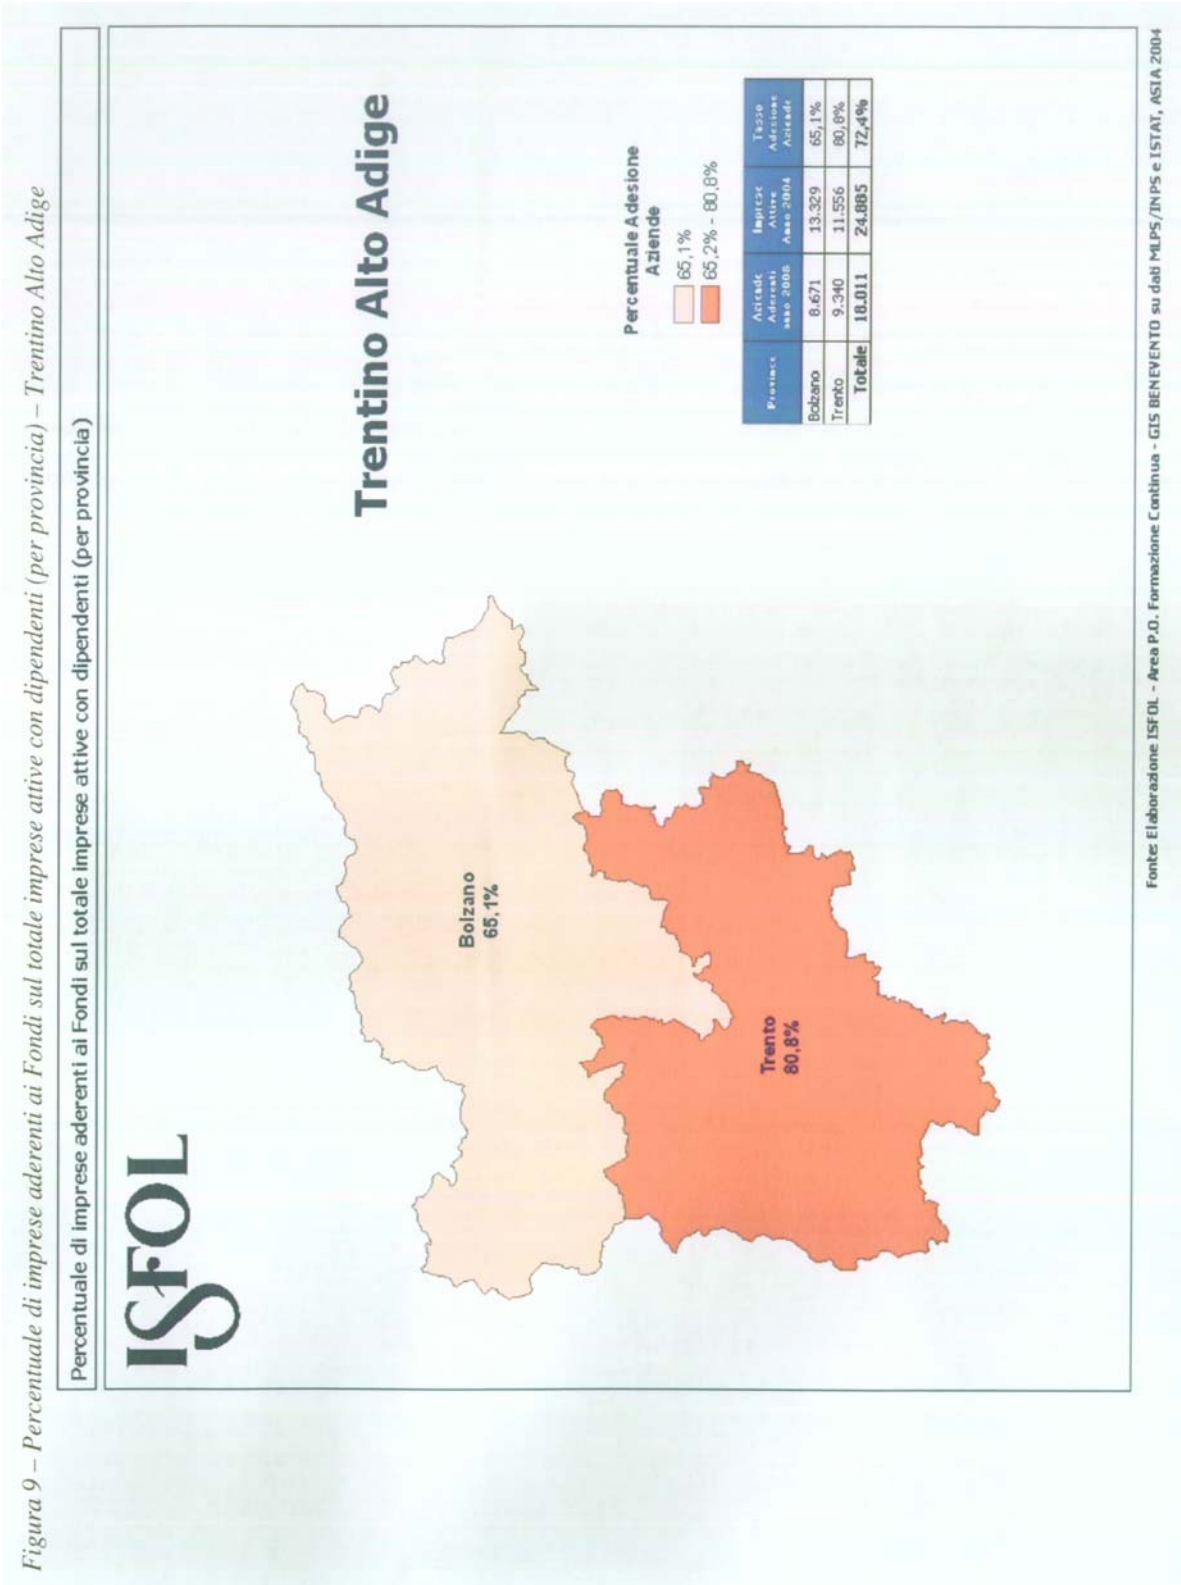 Figura 9 – Percentuale di imprese aderenti ai Fondi sul totale imprese attive con dipendenti (per provincia) – Trentino Alto Adige
Percentuale di imprese aderenti ai Fondi sul totale imprese attive con dipendenti (per provincia)
ISFOL
Trentino Alto Adige
Bolzano
65,1%
Trento
80,8%
Percentuale Adesione
Aziende
65,1%
65,2% - 80,8%
Province Aziende Aderenti anno 2008 Imprese Attive Anno 2004 Tasso Adesione Aziende
Bolzano 8.671 13.329 65,1%
Trento 9.340 11.556 80,8%
Totale 18.011 24.885 72,4%
Fonte: Elaborazione ISFOL - Area P.O. Formazione Continua - GIS BENEVENTO su dati MLPS/INPS e ISTAT, ASIA 2004